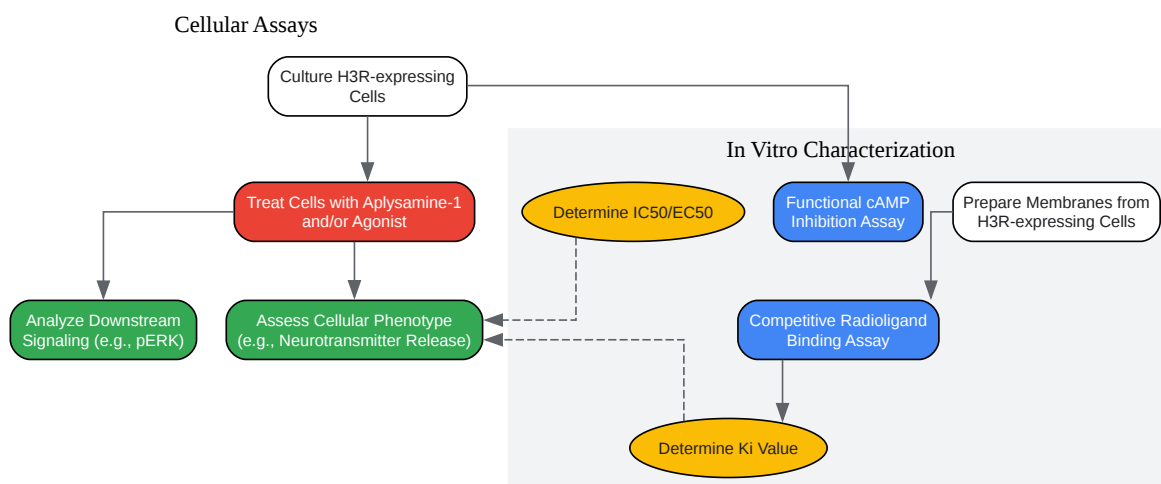 Cellular Assays
Culture H3R-expressing
Cells
In Vitro Characterization
Treat Cells with Aplysamine-1
and/or Agonist
Determine IC50/EC50
Functional cAMP
Inhibition Assay
Prepare Membranes from
H3R-expressing Cells
Analyze Downstream
Signaling (e.g., pERK)
Assess Cellular Phenotype
(e.g., Neurotransmitter Release)
Competitive Radioligand
Binding Assay
Determine Ki Value